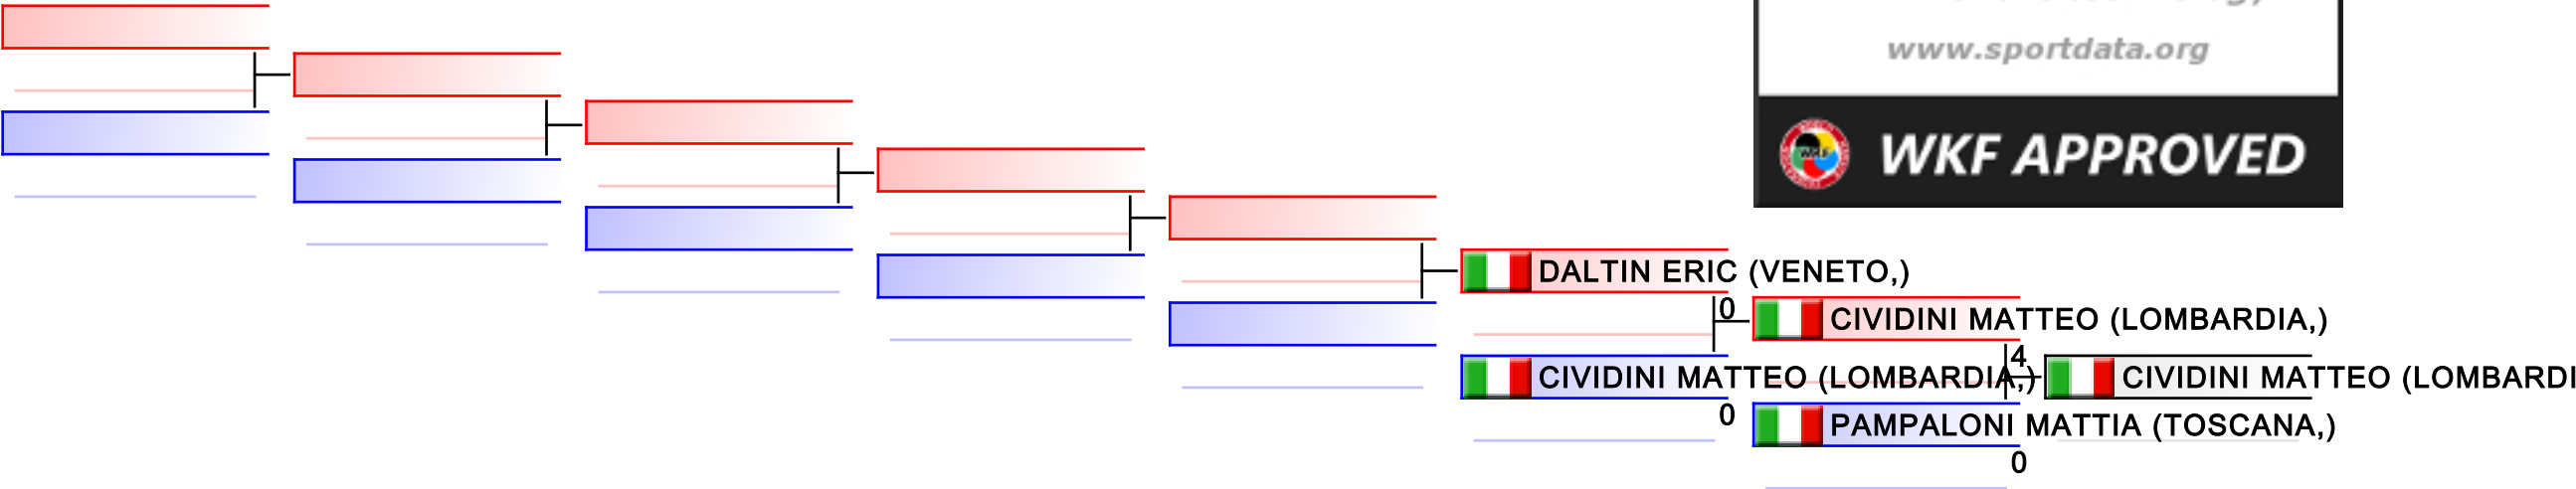 www.sportdata.org
WKF APPROVED
DALTIN ERIC (VENETO,)
0
CIVIDINI MATTEO (LOMBARDIA,)
4
CIVIDINI MATTEO (LOMBARDIA,)
CIVIDINI MATTEO (LOMBARDI
0
PAMPALONI MATTIA (TOSCANA,)
0